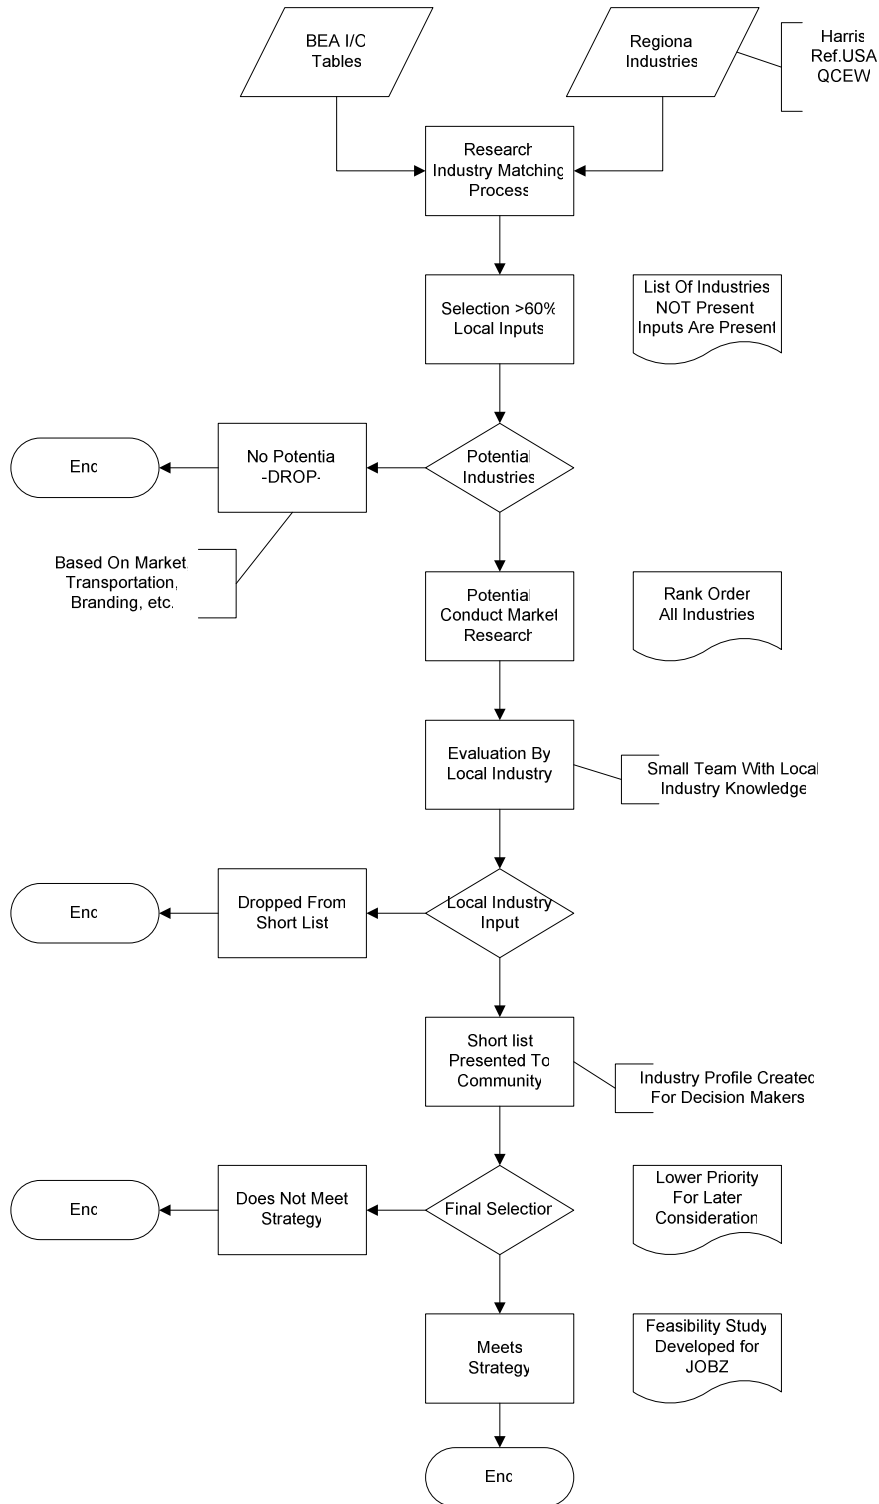 BEA I/O
Tables
Regiona
Industries
Harris
Ref.USA
QCEW
Research
Industry Matching
Process
Selection >60%
Local Inputs
List Of Industries
NOT Present
Inputs Are Present
End
No Potentia
-DROP-
Potential
Industries
Based On Market,
Transportation,
Branding, etc.
Potential
Conduct Market
Research
Rank Order
All Industries
Evaluation By
Local Industry
Small Team With Local
Industry Knowledge
End
Dropped From
Short List
Local Industry
Input
Short list
Presented To
Community
Industry Profile Created
For Decision Makers
End
Does Not Meet
Strategy
Final Selection
Lower Priority
For Later
Consideration
Meets
Strategy
Feasibility Study
Developed for
JOBZ
End